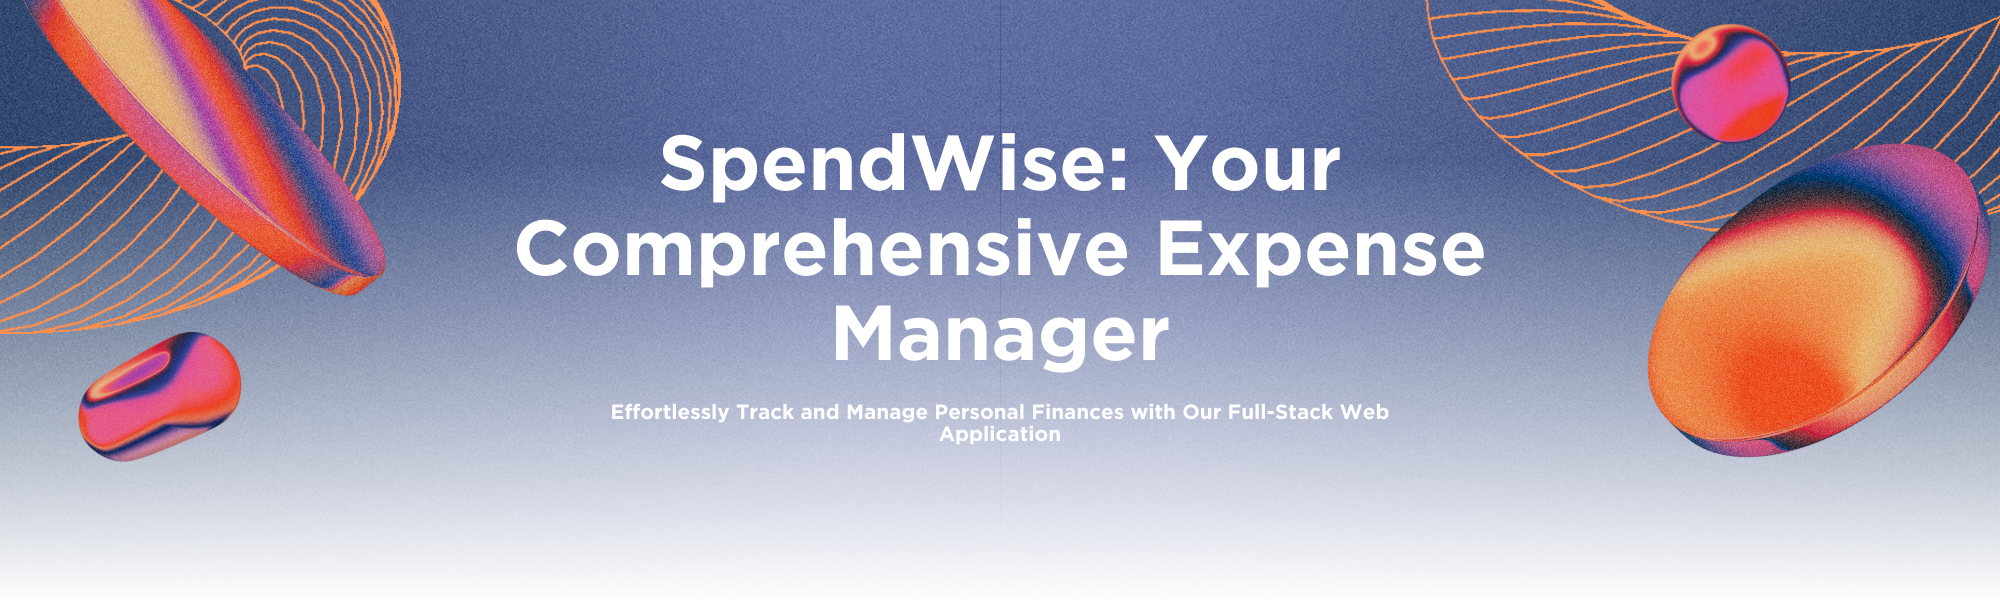 SpendWise: Your
Comprehensive Expense
Manager
Effortlessly Track and Manage Personal Finances with Our Full-Stack Web
Application